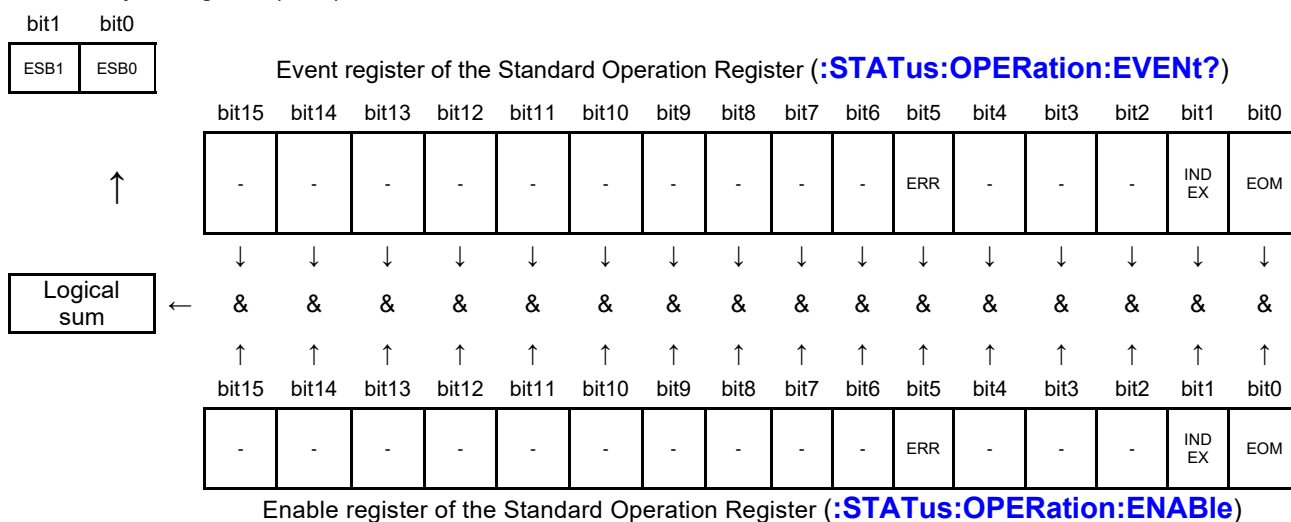 bit1 bit0
ESB1 ESB0
Event register of the Standard Operation Register (:STATus:OPERation:EVENt?)
bit15 bit14 bit13 bit12 bit11 bit10 bit9 bit8 bit7 bit6 bit5 bit4 bit3 bit2 bit1 bit0
- - - - - - - - - - ERR - - - IND EOM
EX
↑
↓ ↓ ↓ ↓ ↓ ↓ ↓ ↓ ↓ ↓ ↓ ↓ ↓ ↓ ↓ ↓
Logical
sum
← & & & & & & & & & & & & & & & &
↑ ↑ ↑ ↑ ↑ ↑ ↑ ↑ ↑ ↑ ↑ ↑ ↑ ↑ ↑ ↑
bit15 bit14 bit13 bit12 bit11 bit10 bit9 bit8 bit7 bit6 bit5 bit4 bit3 bit2 bit1 bit0
- - - - - - - - - - ERR - - - IND EOM
EX
Enable register of the Standard Operation Register (:STATus:OPERation:ENABle)